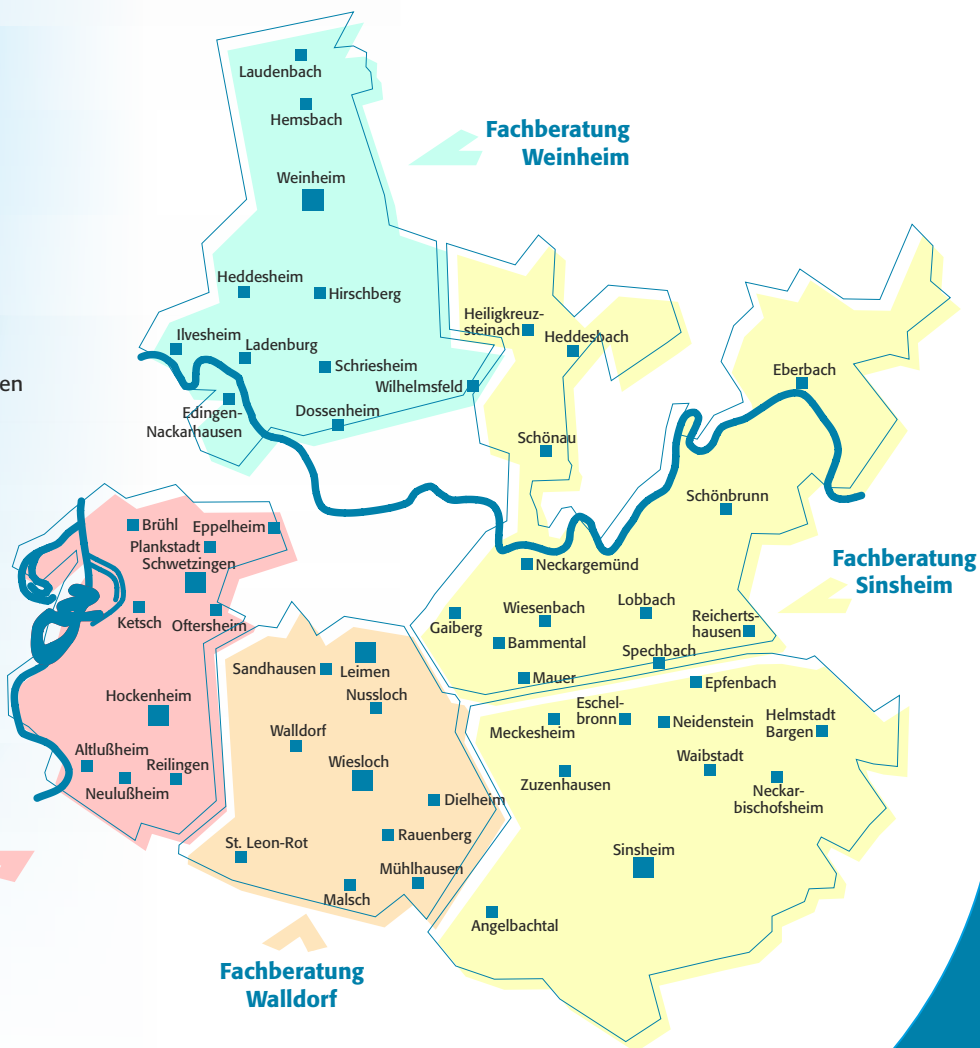 Laudenbach
Hemsbach
Fachberatung
Weinheim
Weinheim
Heddesheim
Hirschberg
Heiligkreuz-
steinach
Heddesbach
Ilvesheim
Ladenburg
Schriesheim
Wilhelmsfeld
Eberbach
en
Edingen-
Nackarhausen
Dossenheim
Schönau
Schönbrunn
Brühl
Eppelheim
Plankstadt
Schwetzingen
Neckargemünd
Fachberatung
Sinsheim
Ketsch
Oftersheim
Gaiberg
Wiesenbach
Lobbach
Reicherts-
hausen
Bammental
Spechbach
Mauer
Sandhausen
Leimen
Nussloch
Epfenbach
Hockenheim
Eschel-
bronn
Meckesheim
Neidenstein
Helmstadt
Bargen
Walldorf
Altlußheim
Reilingen
Neulußheim
Wiesloch
Waibstadt
Zuzenhausen
Neckar-
bischofsheim
Dielheim
Rauenberg
St. Leon-Rot
Sinsheim
Mühlhausen
Malsch
Angelbachtal
Fachberatung
Walldorf